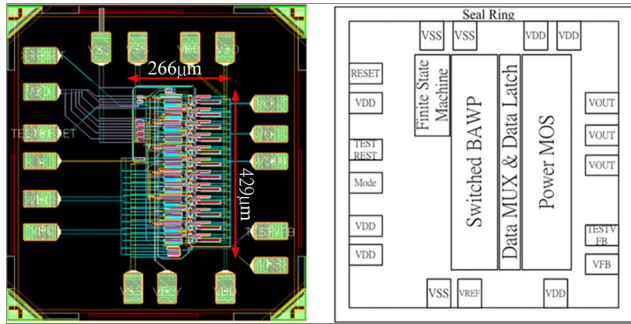 Seal Ring
VSS
VSS
VDD
VDD
266μm
429μm
RESET
VDD
TEST
REST
Mode
VDD
VDD
Finite State
Machine
Switched BAWP
Data MUX & Data Latch
Power MOS
VOUT
VOUT
VOUT
TESTV
FB
VFB
VSS
VREF
VDD